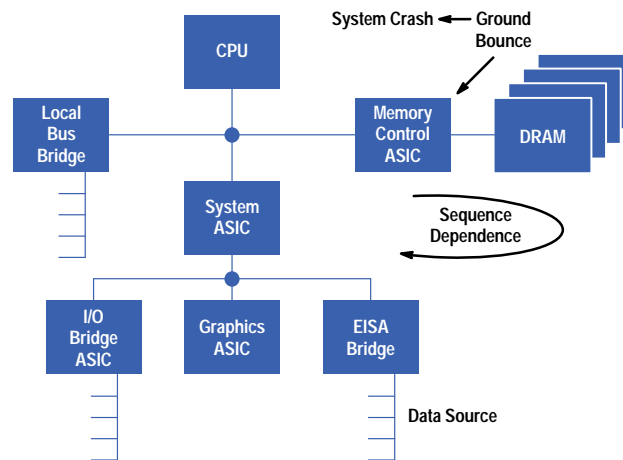 System Crash
Ground
Bounce
CPU
Local
Bus
Bridge
Memory
Control
ASIC
DRAM
System
ASIC
Sequence
Dependence
I/O
Bridge
ASIC
Graphics
ASIC
EISA
Bridge
Data Source